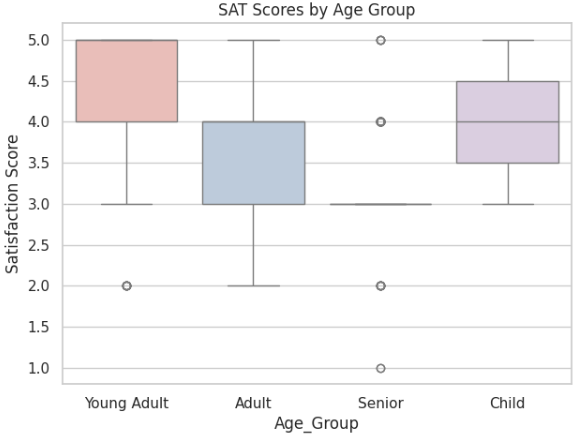 SAT Scores by Age Group
Satisfaction Score
5.0
4.5
4.0
3.5
3.0
2.5
2.0
1.5
1.0
Young Adult Adult Senior Child
Age_Group